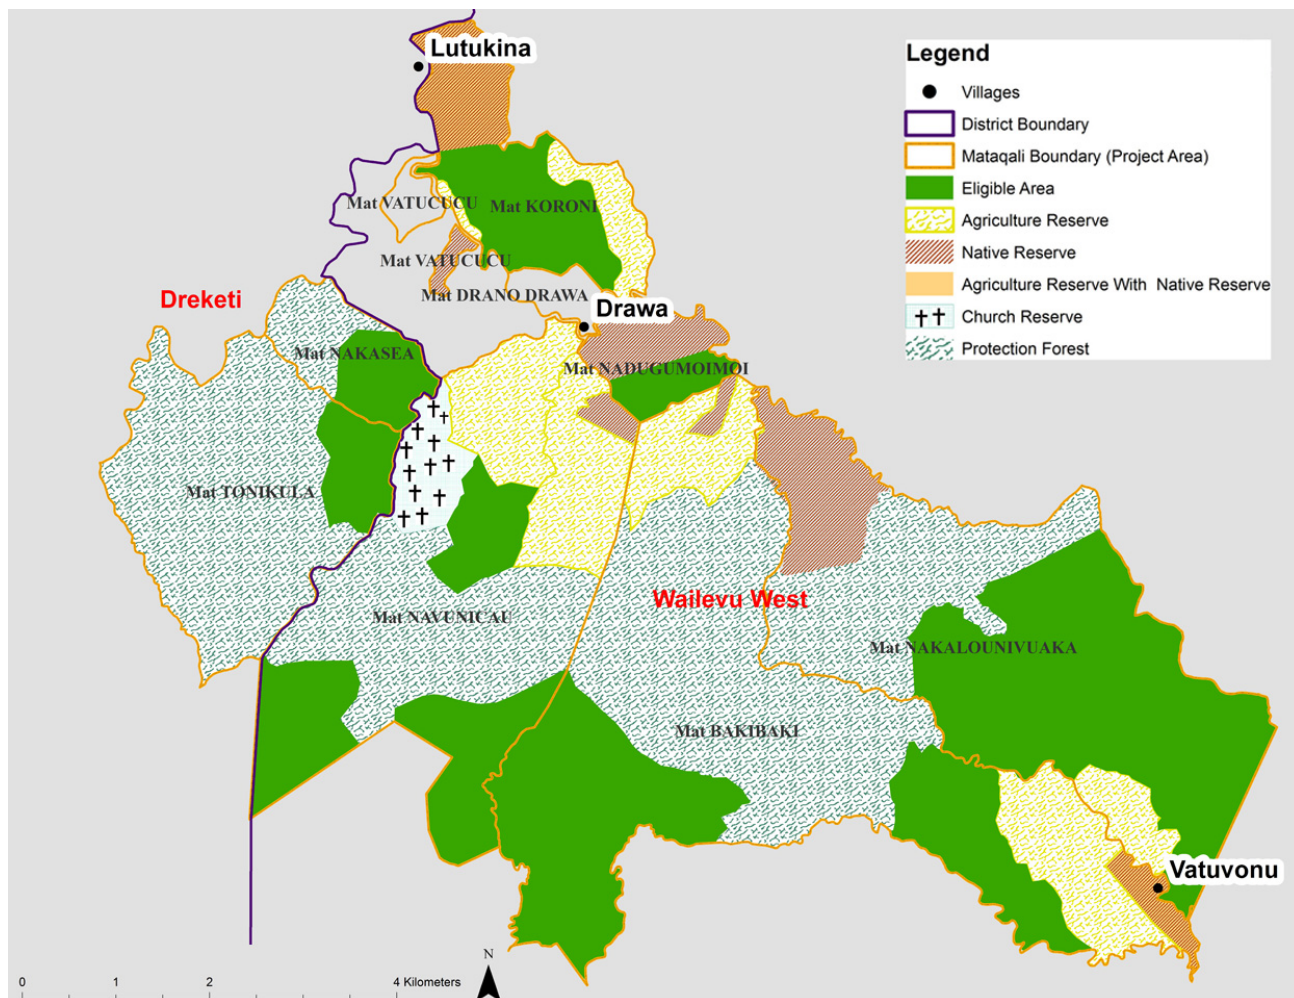 Lutukina
Legend
Villages
District Boundary
Mataqali Boundary (Project Area)
Eligible Area
Agriculture Reserve
Native Reserve
Agriculture Reserve With Native Reserve
Church Reserve
Protection Forest
Mat VATUCUCU
Mat KORONI
Mat VATUCUCU
Mat DRANO DRAWA
Dreketi
Drawa
Mat NAKASEA
Mat NADUGUMOIMOI
Mat TONIKULA
Wailevu West
Mat NAVUNICAU
Mat NAKALOUNIVUAKA
Mat BAKIBAKI
Vatuvonu
N
0 1 2 4 Kilometers